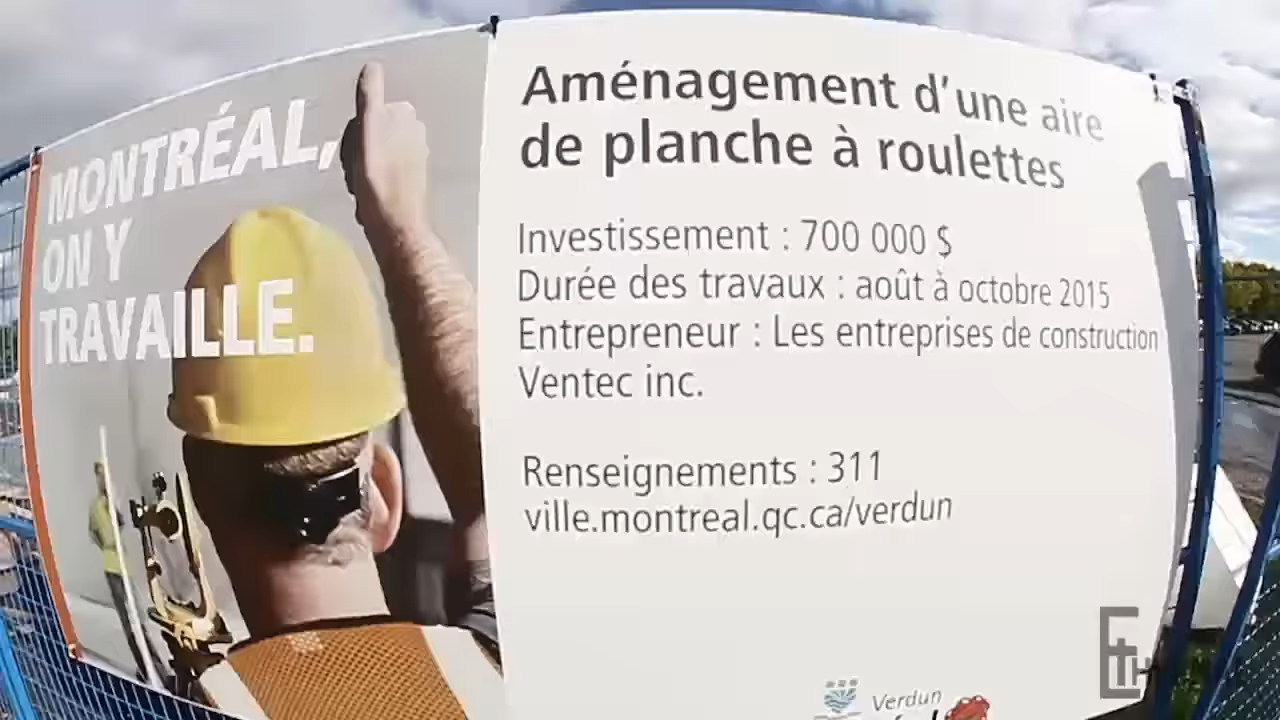 MONTRÉAL,
ON Y
TRAVAILLE.
Aménagement d'une aire
de planche à roulettes
Investissement : 700 000 $
Durée des travaux : août à octobre 2015
Entrepreneur : Les entreprises de construction
Ventec inc.
Renseignements : 311
ville.montreal.qc.ca/verdun
Verdun